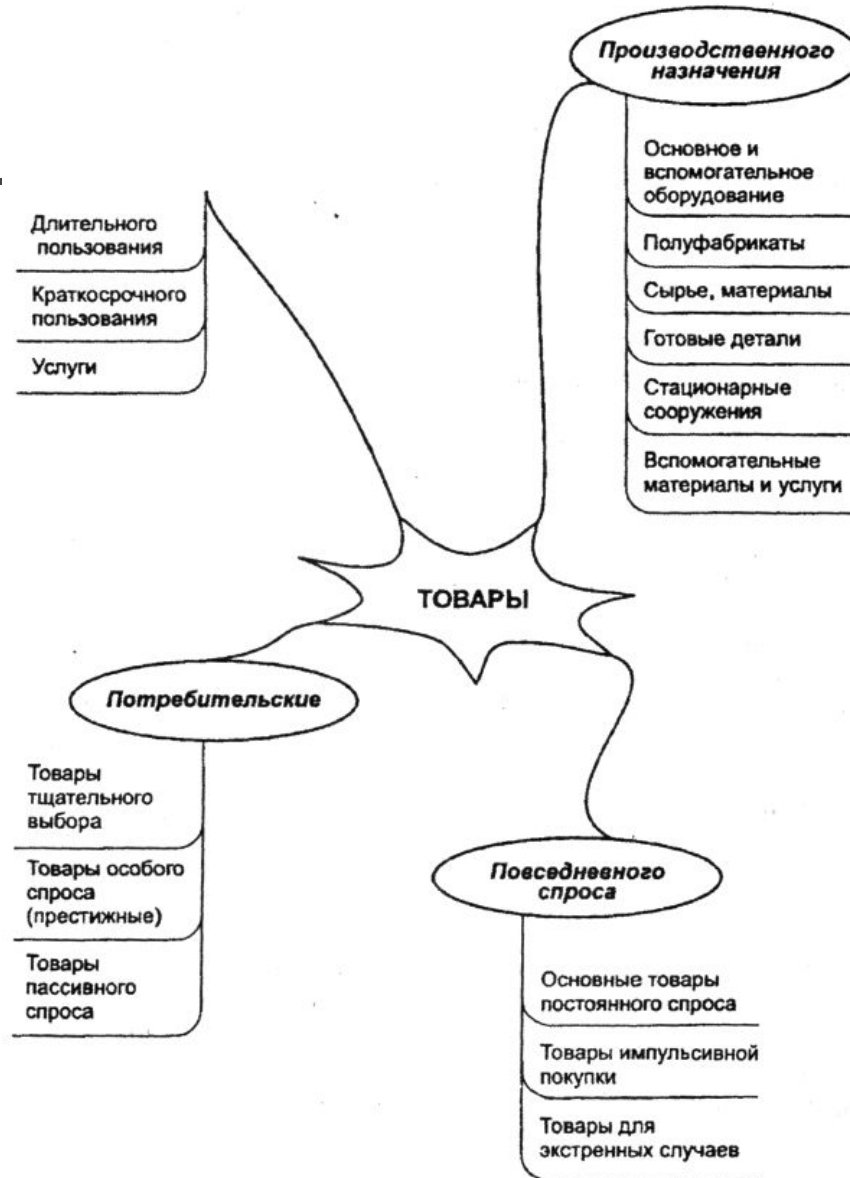 Производственного
назначения
Основное и
вспомогательное
оборудование
Полуфабрикаты
Сырье, материалы
Готовые детали
Стационарные
сооружения
Вспомогательные
материалы и услуги
Длительного
пользования
Краткосрочного
пользования
Услуги
ТОВАРЫ
Потребительские
Товары
тщательного
выбора
Товары особого
спроса
(престижные)
Товары
пассивного
спроса
Повседневного
спроса
Основные товары
постоянного спроса
Товары импульсивной
покупки
Товары для
экстренных случаев